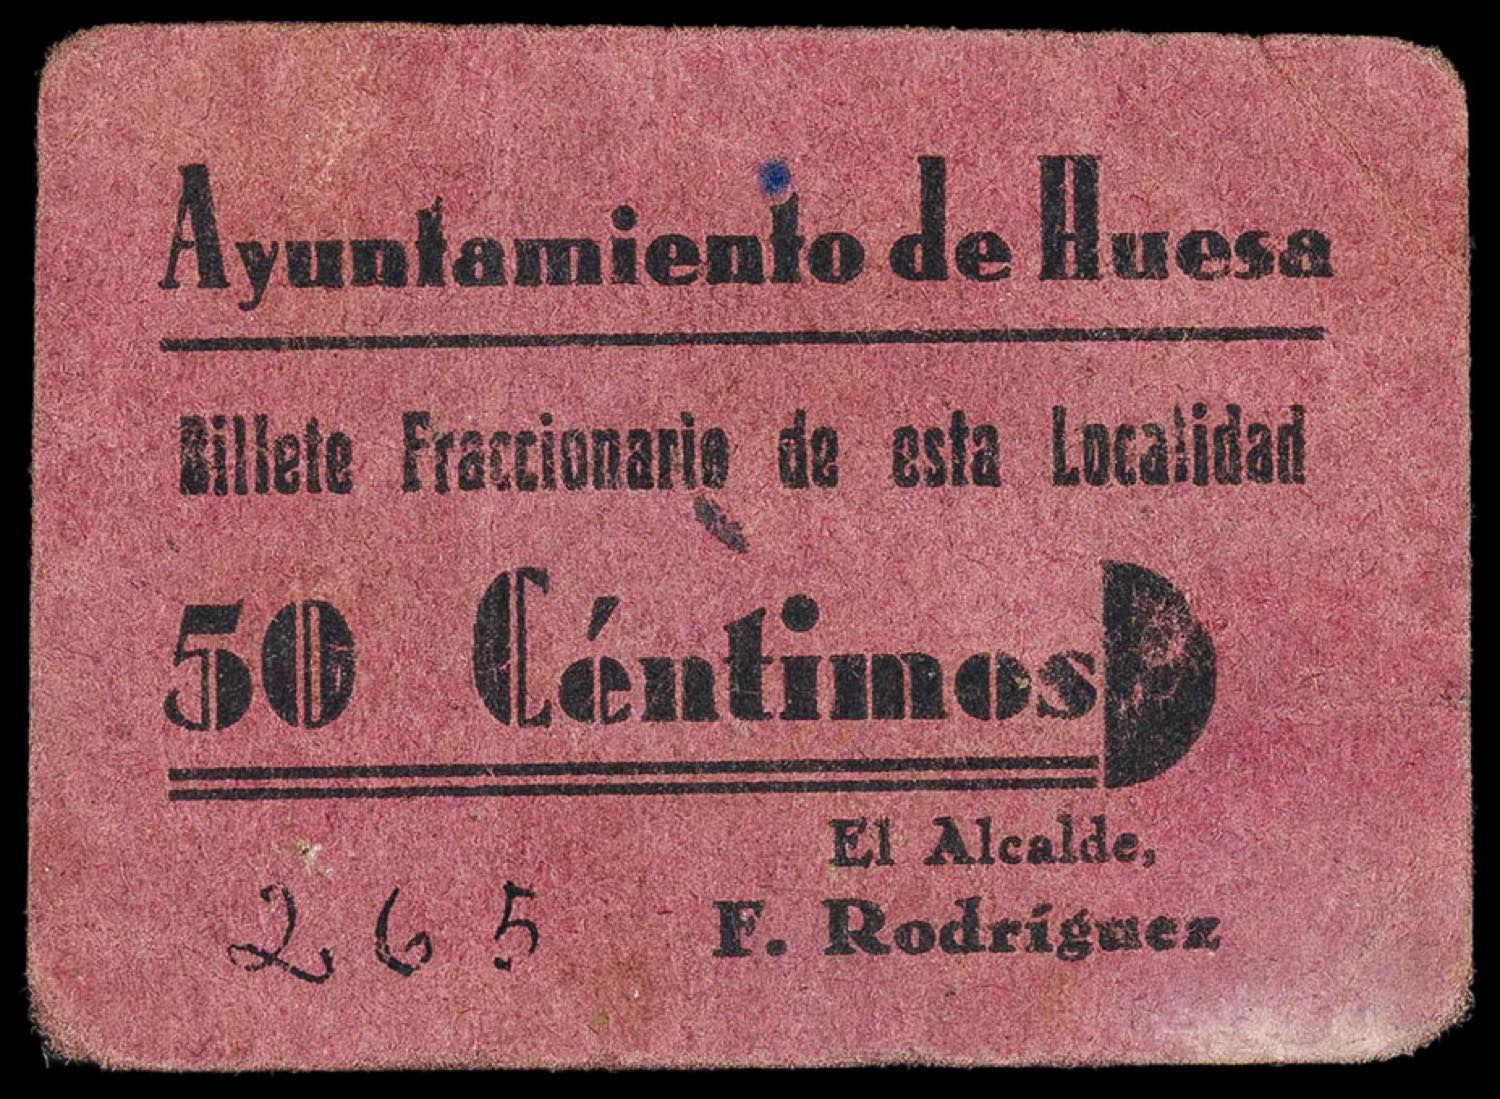 Ayuntamiento de Huesa
Billete Fraccionario de esta Localidad
50 Céntimos
El Alcalde,
265 F. Rodríguez